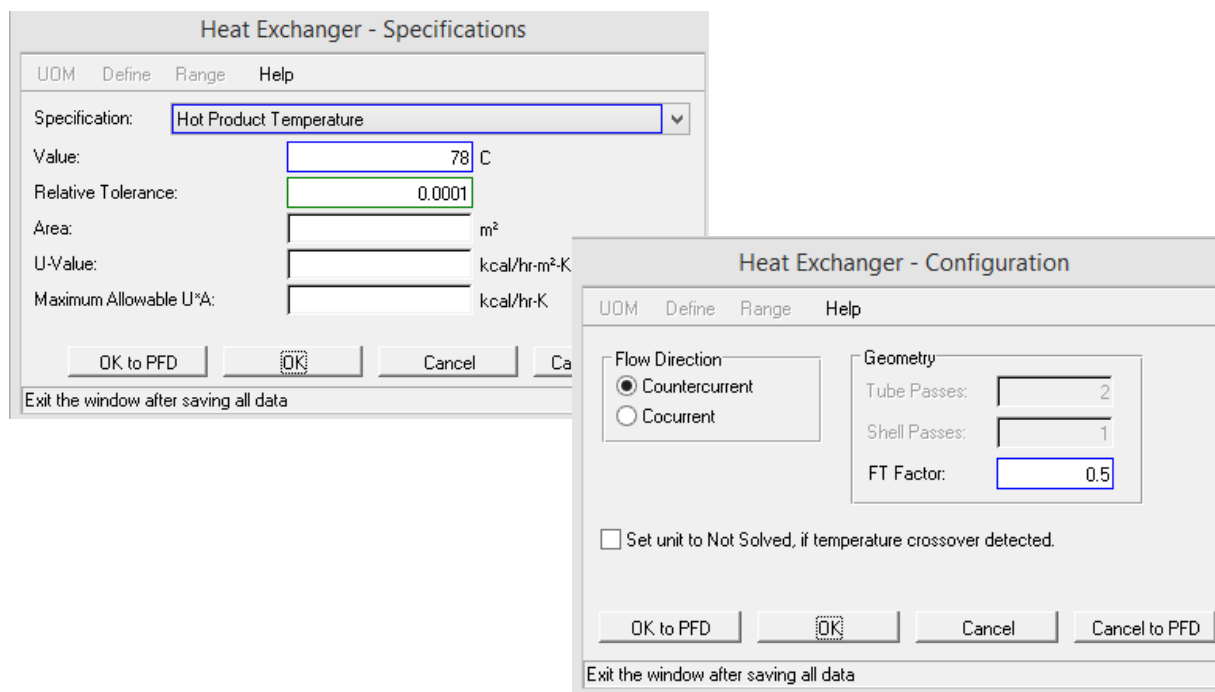 Heat Exchanger - Specifications
UOM Define Range Help
Specification: Hot Product Temperature
Value: 78 C
Relative Tolerance: 0.0001
Area: m²
U-Value: kcal/hr-m²-K
Maximum Allowable U*A: kcal/hr-K
OK to PFD OK Cancel Ca
Exit the window after saving all data
Heat Exchanger - Configuration
UOM Define Range Help
Flow Direction
Countercurrent
Cocurrent
Geometry
Tube Passes: 2
Shell Passes: 1
FT Factor: 0.5
Set unit to Not Solved, if temperature crossover detected.
OK to PFD OK Cancel Cancel to PFD
Exit the window after saving all data